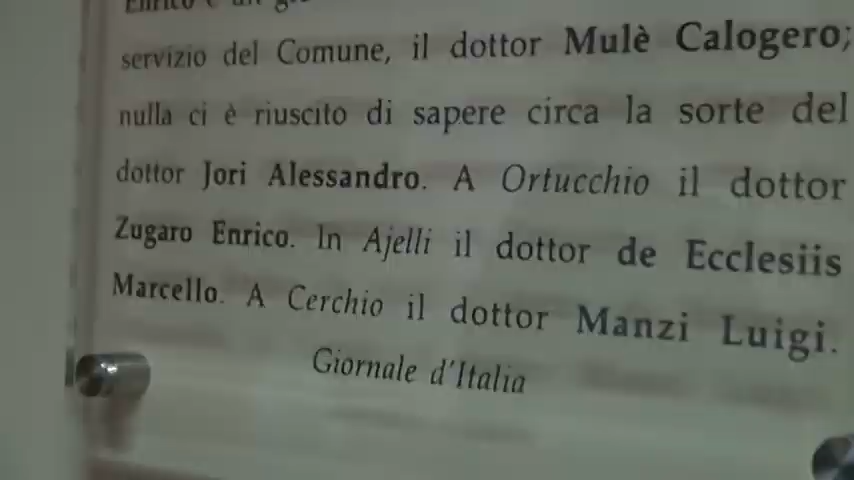 servizio del Comune, il dottor Mulè Calogero;
nulla ci è riuscito di sapere circa la sorte del
dottor Jori Alessandro. A Ortucchio il dottor
Zugaro Enrico. In Ajelli il dottor de Ecclesiis
Marcello. A Cerchio il dottor Manzi Luigi.
Giornale d'Italia